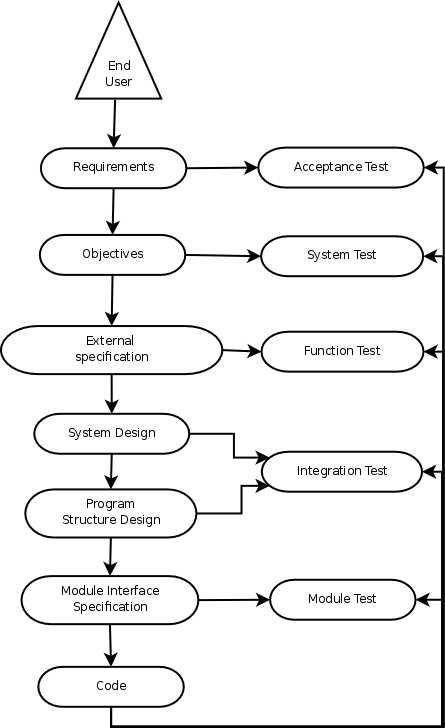 End
User
Requirements
Acceptance Test
Objectives
System Test
External
specification
Function Test
System Design
Integration Test
Program
Structure Design
Module Interface
Specification
Module Test
Code